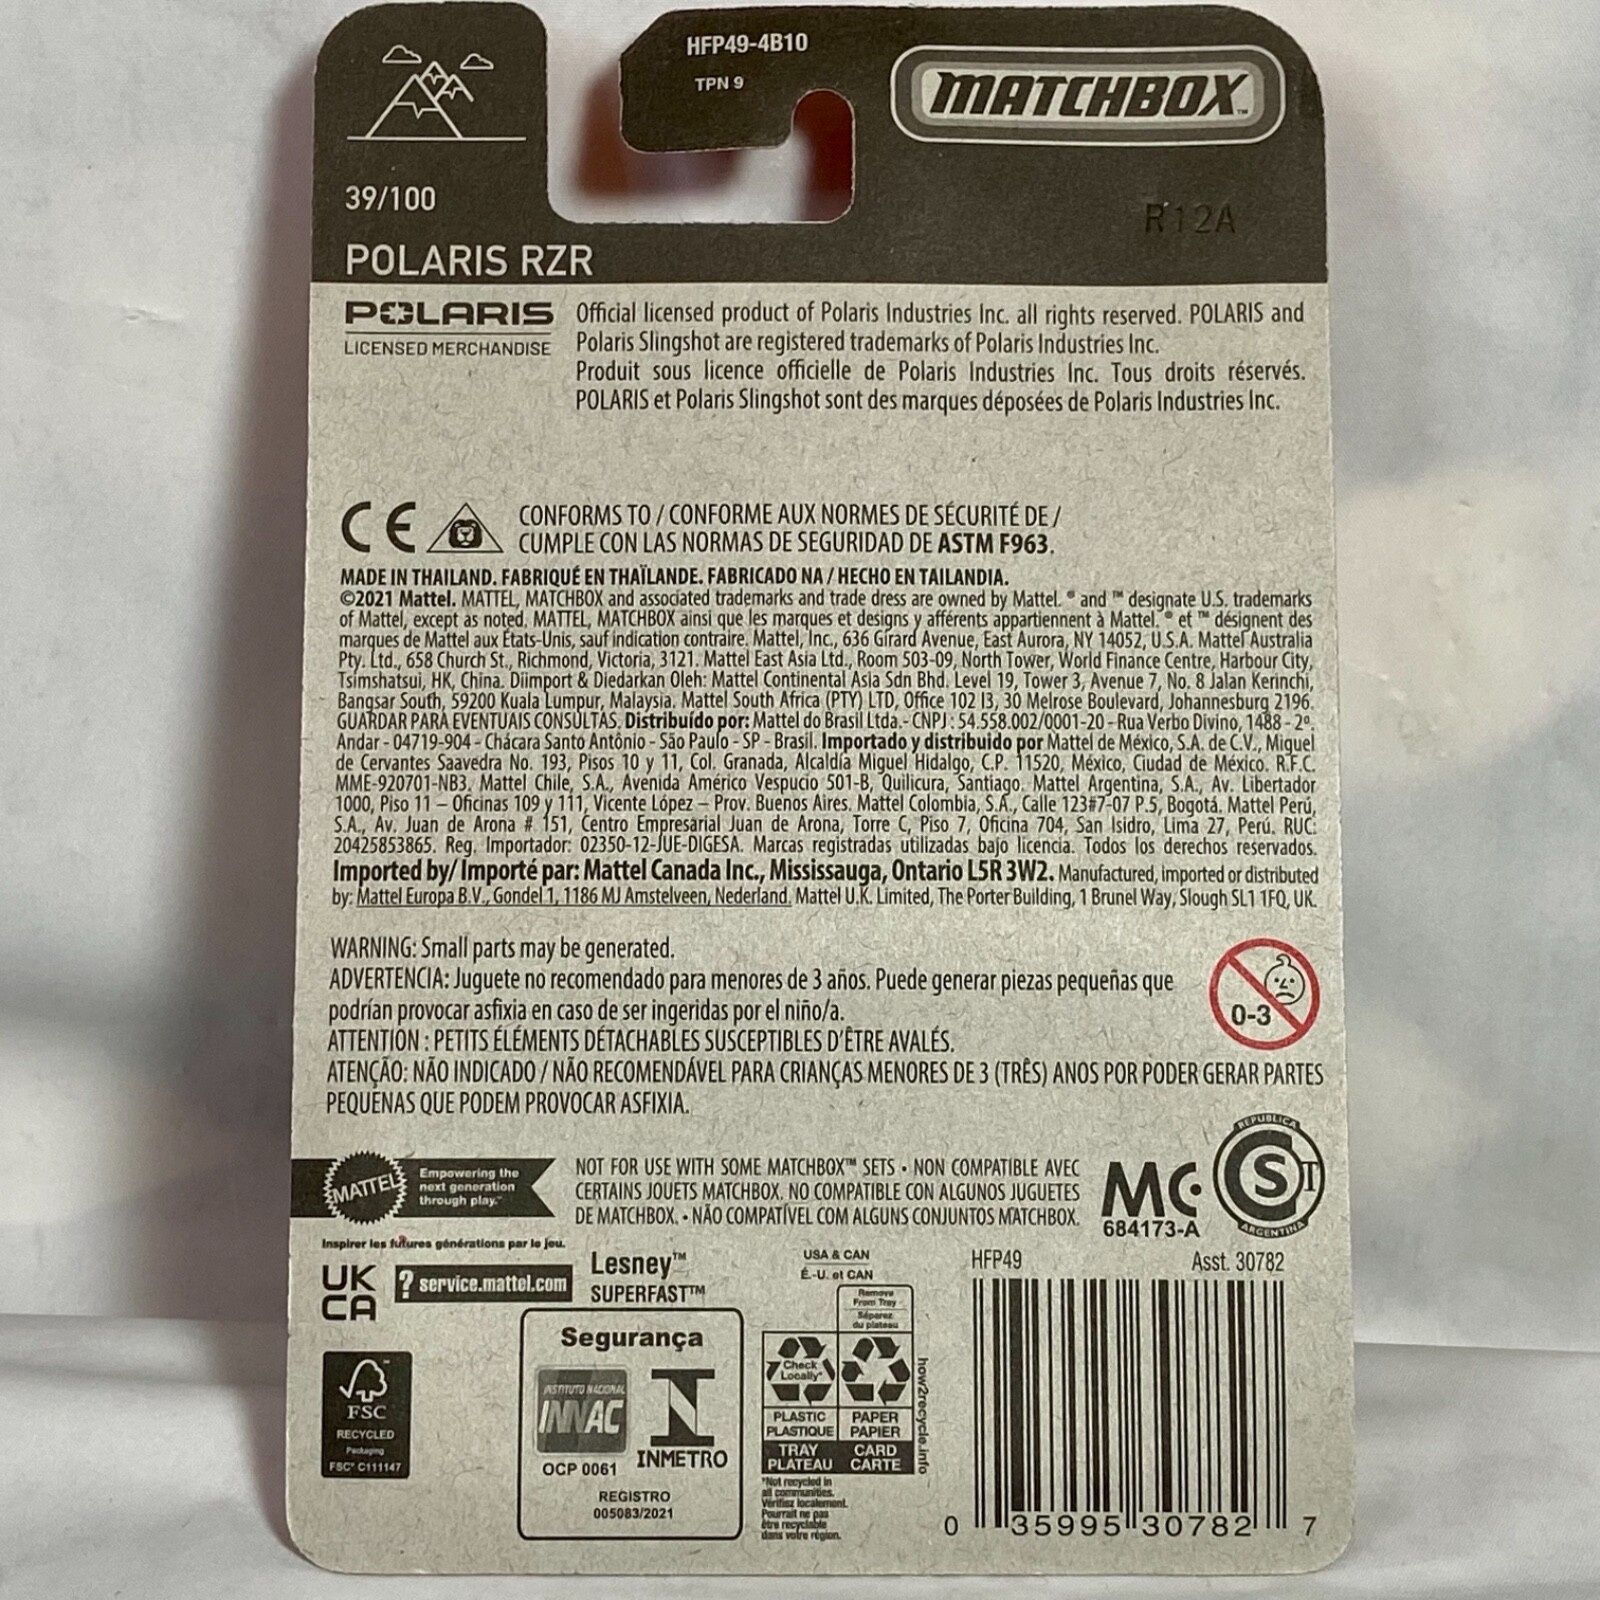 HFP49-4B10
TPN 9
MATCHBOX™
39/100
R12A
POLARIS RZR
POLARIS
LICENSED MERCHANDISE
Official licensed product of Polaris Industries Inc. all rights reserved. POLARIS and
Polaris Slingshot are registered trademarks of Polaris Industries Inc.
Produit sous licence officielle de Polaris Industries Inc. Tous droits réservés.
POLARIS et Polaris Slingshot sont des marques déposées de Polaris Industries Inc.
CE
CONFORMS TO / CONFORME AUX NORMES DE SÉCURITÉ DE /
CUMPLE CON LAS NORMAS DE SEGURIDAD DE ASTM F963.
MADE IN THAILAND. FABRIQUÉ EN THAÏLANDE. FABRICADO NA / HECHO EN TAILANDIA.
©2021 Mattel. MATTEL, MATCHBOX and associated trademarks and trade dress are owned by Mattel. ® and ™ designate U.S. trademarks
of Mattel, except as noted. MATTEL, MATCHBOX ainsi que les marques et designs y afférents appartiennent à Mattel. ® et ™ désignent des
marques de Mattel aux États-Unis, sauf indication contraire. Mattel, Inc., 636 Girard Avenue, East Aurora, NY 14052, U.S.A. Mattel Australia
Pty. Ltd., 658 Church St., Richmond, Victoria, 3121. Mattel East Asia Ltd., Room 503-09, North Tower, World Finance Centre, Harbour City,
Tsimshatsui, HK, China. Diimport & Diedarkan Oleh: Mattel Continental Asia Sdn Bhd. Level 19, Tower 3, Avenue 7, No. 8 Jalan Kerinchi,
Bangsar South, 59200 Kuala Lumpur, Malaysia. Mattel South Africa (PTY) LTD, Office 102 I3, 30 Melrose Boulevard, Johannesburg 2196.
GUARDAR PARA EVENTUAIS CONSULTAS. Distribuído por: Mattel do Brasil Ltda.- CNPJ : 54.558.002/0001-20 - Rua Verbo Divino, 1488 - 2º.
Andar - 04719-904 - Chácara Santo Antônio - São Paulo - SP - Brasil. Importado y distribuido por Mattel de México, S.A. de C.V., Miguel
de Cervantes Saavedra No. 193, Pisos 10 y 11, Col. Granada, Alcaldía Miguel Hidalgo, C.P. 11520, México, Ciudad de México. R.F.C.
MME-920701-NB3. Mattel Chile, S.A., Avenida Américo Vespucio 501-B, Quilicura, Santiago. Mattel Argentina, S.A., Av. Libertador
1000, Piso 11 – Oficinas 109 y 111, Vicente López – Prov. Buenos Aires. Mattel Colombia, S.A., Calle 123#7-07 P.5, Bogotá. Mattel Perú,
S.A., Av. Juan de Arona # 151, Centro Empresarial Juan de Arona, Torre C, Piso 7, Oficina 704, San Isidro, Lima 27, Perú. RUC:
20425853865. Reg. Importador: 02350-12-JUE-DIGESA. Marcas registradas utilizadas bajo licencia. Todos los derechos reservados.
Imported by/ Importé par: Mattel Canada Inc., Mississauga, Ontario L5R 3W2. Manufactured, imported or distributed
by: Mattel Europa B.V., Gondel 1, 1186 MJ Amstelveen, Nederland. Mattel U.K. Limited, The Porter Building, 1 Brunel Way, Slough SL1 1FQ, UK.
WARNING: Small parts may be generated.
ADVERTENCIA: Juguete no recomendado para menores de 3 años. Puede generar piezas pequeñas que
podrían provocar asfixia en caso de ser ingeridas por el niño/a.
ATTENTION : PETITS ÉLÉMENTS DÉTACHABLES SUSCEPTIBLES D'ÊTRE AVALÉS.
ATENÇÃO: NÃO INDICADO / NÃO RECOMENDÁVEL PARA CRIANÇAS MENORES DE 3 (TRÊS) ANOS POR PODER GERAR PARTES
PEQUENAS QUE PODEM PROVOCAR ASFIXIA.
0-3
MATTEL
Empowering the
next generation
through play.™
Inspirer les futures générations par le jeu.
NOT FOR USE WITH SOME MATCHBOX™ SETS • NON COMPATIBLE AVEC
CERTAINS JOUETS MATCHBOX. NO COMPATIBLE CON ALGUNOS JUGUETES
DE MATCHBOX. • NÃO COMPATÍVEL COM ALGUNS CONJUNTOS MATCHBOX.
MC
684173-A
REPUBLICA
S T
ARGENTINA
UK
CA
? service.mattel.com
Lesney™
SUPERFAST™
FSC
RECYCLED
Packaging
FSC® C111147
Segurança
INSTITUTO NACIONAL
INNAC
OCP 0061
INMETRO
REGISTRO
005083/2021
USA & CAN
É.-U. et CAN
Remove
From Tray
Séparez
du plateau
Check
Locally*
PLASTIC
PLASTIQUE
TRAY
PLATEAU
PAPER
PAPIER
CARD
CARTE
how2recycle.info
*Not recycled in
all communities.
Vérifiez localement.
Pourrait ne pas
être recyclable
dans votre région.
HFP49
Asst. 30782
0 35995 30782 7